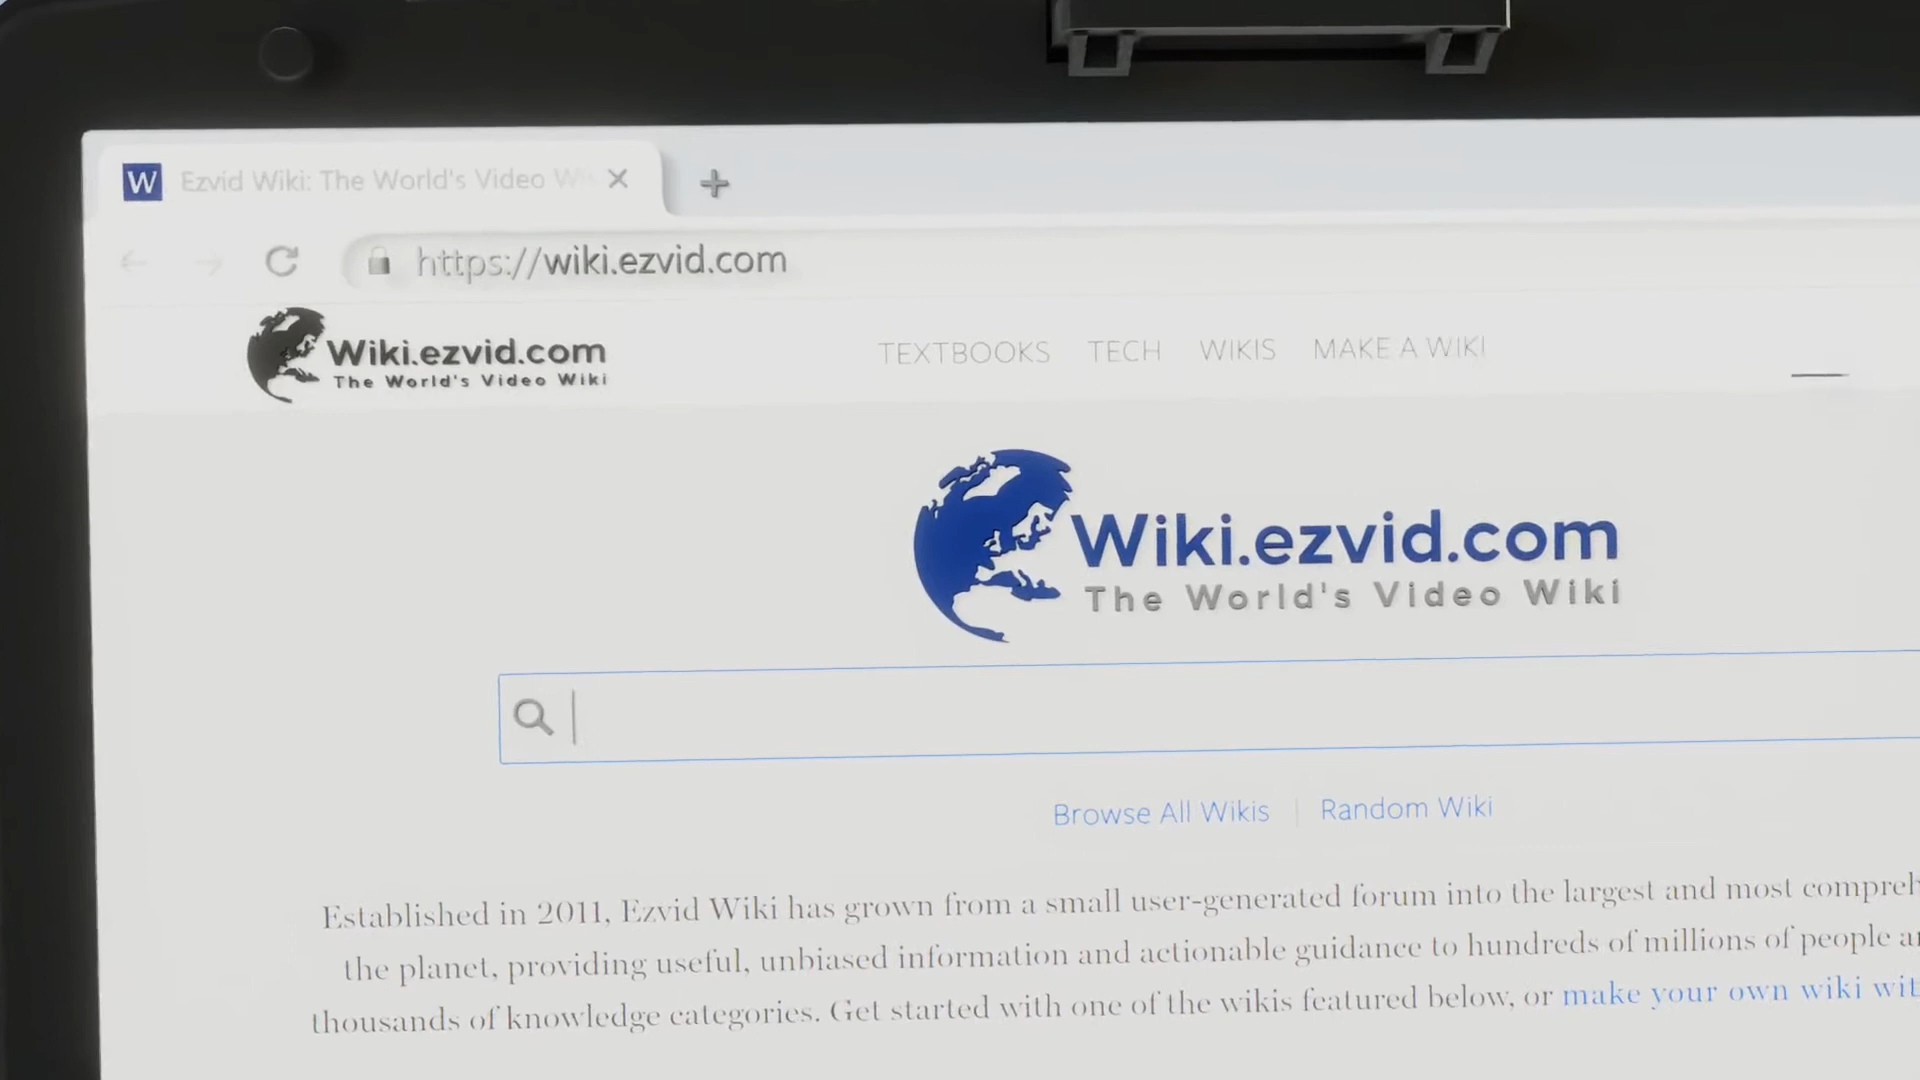 W Ezvid Wiki: The World's Video
https://wiki.ezvid.com
Wiki.ezvid.com
The World's Video Wiki
TEXTBOOKS TECH WIKIS MAKE A WIKI
Wiki.ezvid.com
The World's Video Wiki
Browse All Wikis Random Wiki
Established in 2011, Ezvid Wiki has grown from a small user-generated forum into the largest and most
the planet, providing useful, unbiased information and actionable guidance to hundreds of millions of people
thousands of knowledge categories. Get started with one of the wikis featured below, or make your own wiki